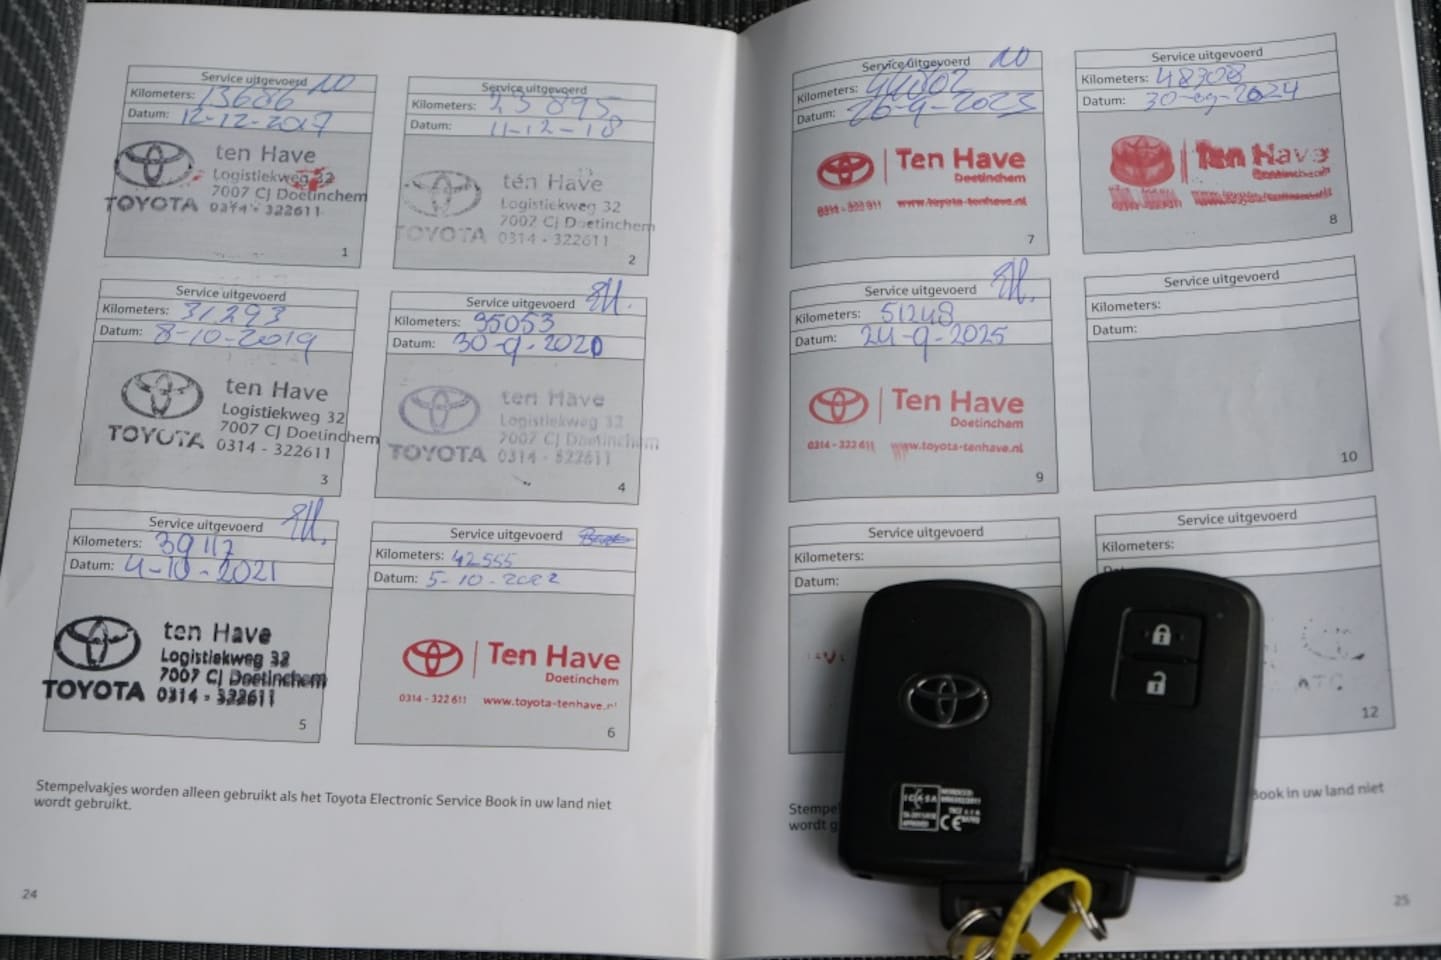 Service uitgevoerd
Kilometers: 13686
Datum: 12-12-2017
ten Have
Logistiekweg 32
7007 CJ Doetinchem
TOYOTA 0314 - 322611
1
Service uitgevoerd
Kilometers: 23895
Datum: 11-12-18
ten Have
Logistiekweg 32
7007 CJ Doetinchem
TOYOTA 0314 - 322611
2
Service uitgevoerd
Kilometers: 31293
Datum: 8-10-2019
ten Have
Logistiekweg 32
7007 CJ Doetinchem
TOYOTA 0314 - 322611
3
Service uitgevoerd
Kilometers: 35053
Datum: 30-9-2020
ten Have
Logistiekweg 32
7007 CJ Doetinchem
TOYOTA 0314 - 322611
4
Service uitgevoerd
Kilometers: 39117
Datum: 4-10-2021
ten Have
Logistiekweg 32
7007 CJ Doetinchem
TOYOTA 0314 - 322611
5
Service uitgevoerd
Kilometers: 42555
Datum: 5-10-2022
Ten Have
Doetinchem
0314 - 322 611 www.toyota-tenhave.nl
6
Stempelvakjes worden alleen gebruikt als het Toyota Electronic Service Book in uw land niet
wordt gebruikt.
24
Service uitgevoerd
Kilometers: 44802
Datum: 26-9-2023
Ten Have
Doetinchem
0314 - 322 611 www.toyota-tenhave.nl
7
Service uitgevoerd
Kilometers: 48308
Datum: 30-09-2024
Ten Have
8
Service uitgevoerd
Kilometers: 51248
Datum: 24-9-2025
Ten Have
Doetinchem
0314 - 322 611 www.toyota-tenhave.nl
9
Service uitgevoerd
Kilometers:
Datum:
10
Service uitgevoerd
Kilometers:
Datum:
Service uitgevoerd
Kilometers:
12
Book in uw land niet
25
ICASA
CE